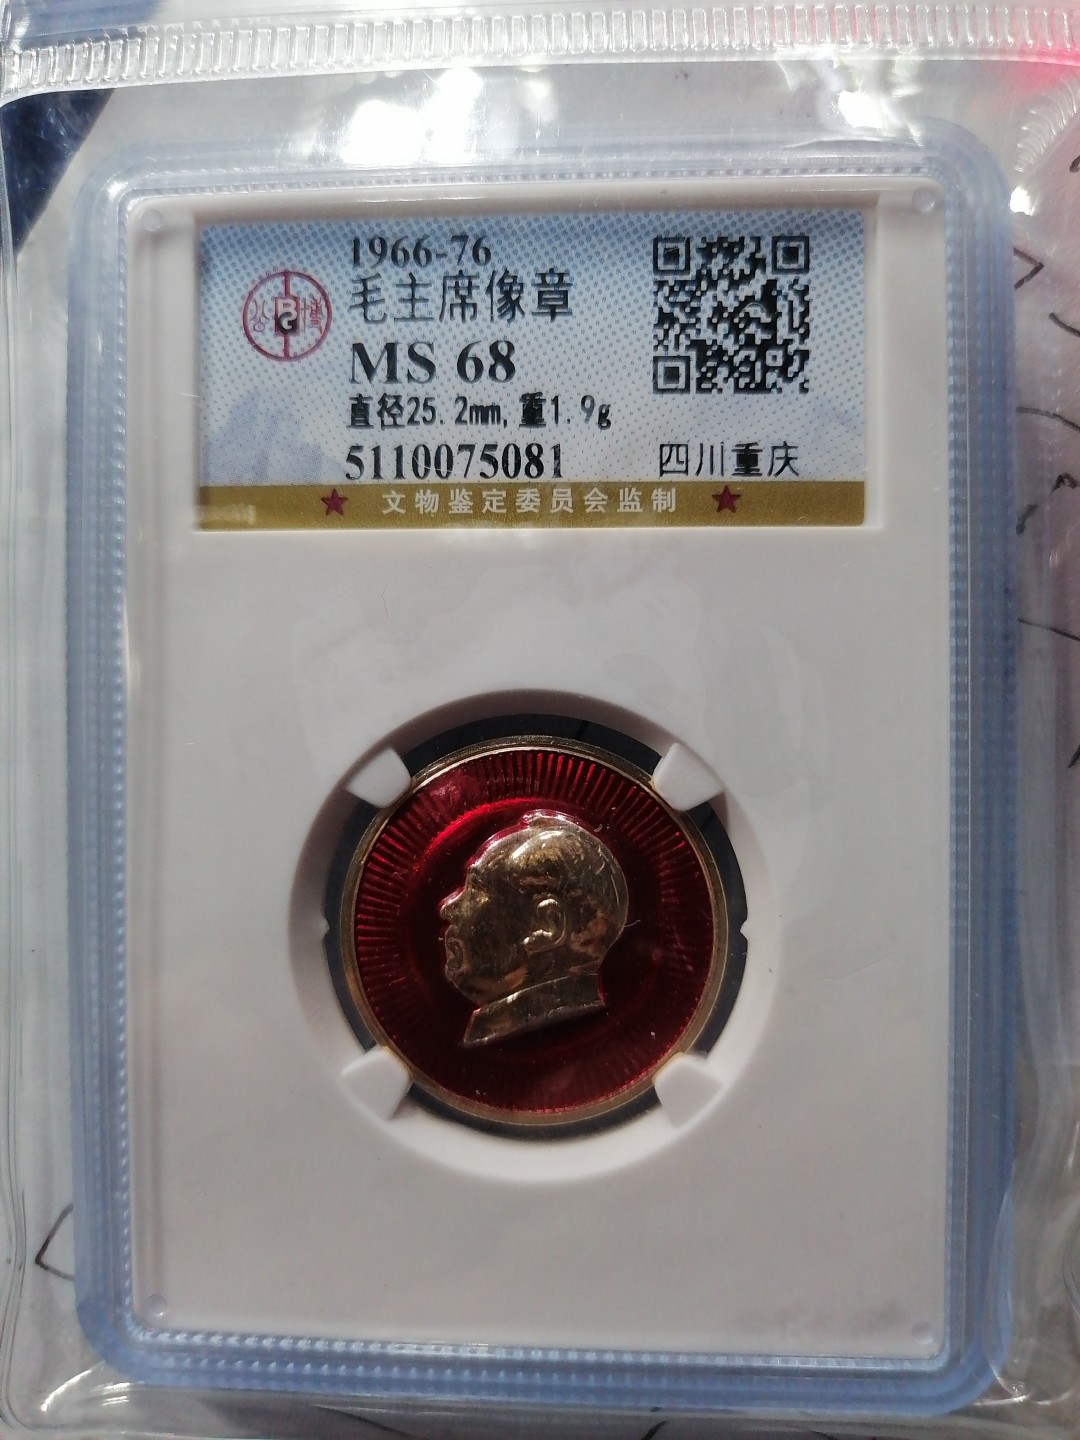 1966-76
毛主席像章
MS 68
直径25.2mm,重1.9g
5110075081 四川重庆
文物鉴定委员会监制